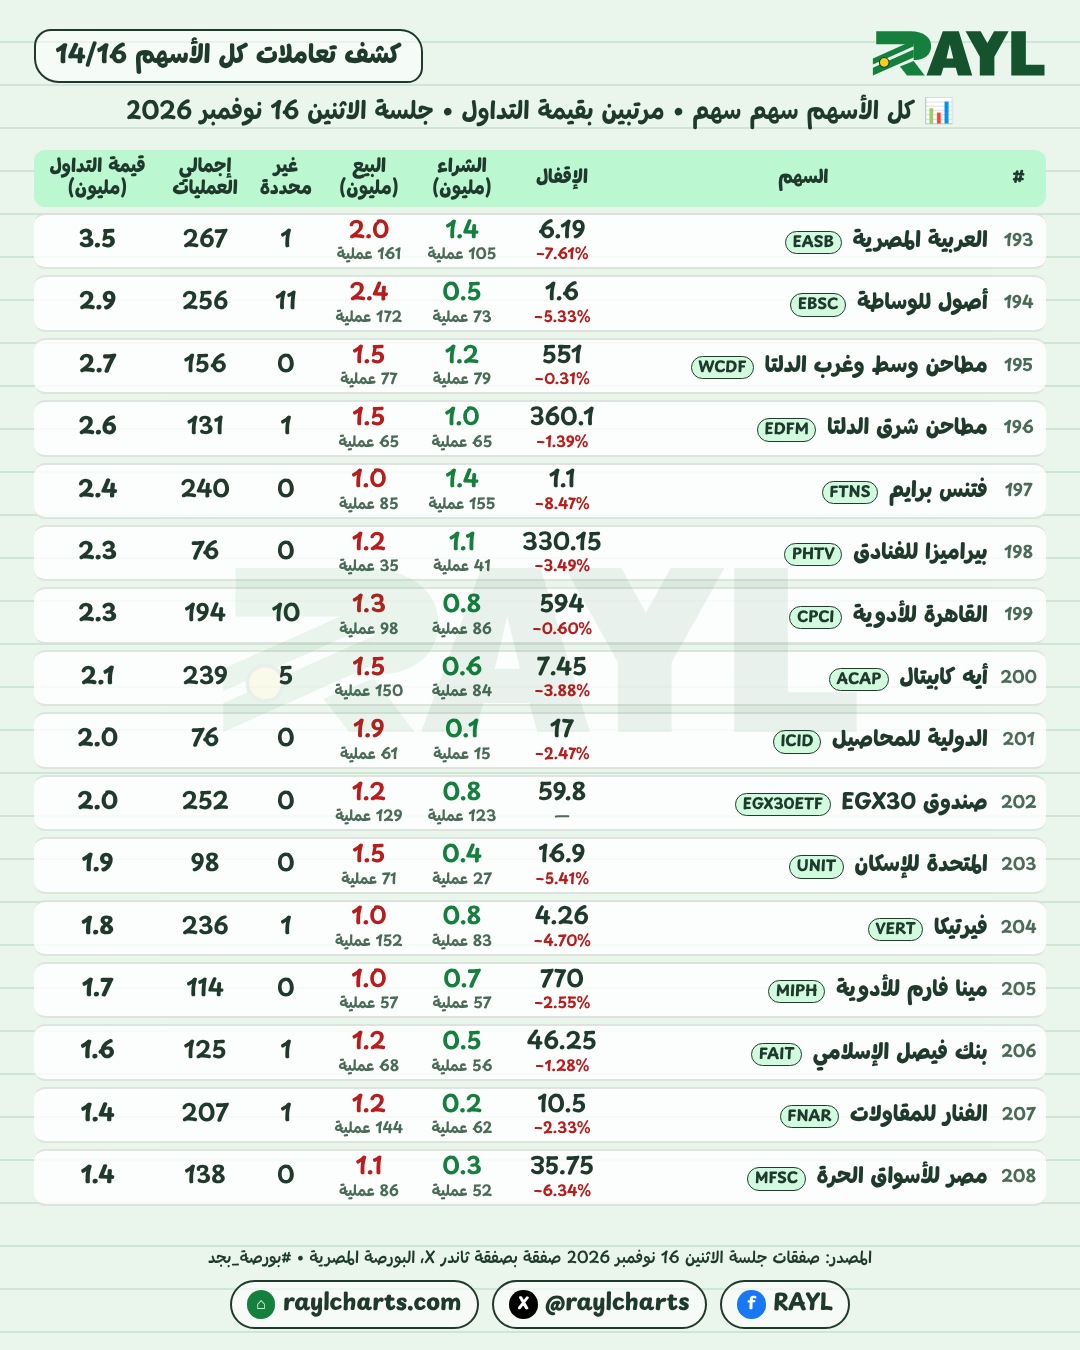 RAYL
كشف تعاملات كل الأسهم 14/16
📊 كل الأسهم سهم سهم • مرتبين بقيمة التداول • جلسة الاثنين 16 نوفمبر 2026
# السهم الإقفال الشراء (مليون) البيع (مليون) غير محددة إجمالي العمليات قيمة التداول (مليون)
193 العربية المصرية EASB 6.19 1.4 2.0 1 267 3.5
-7.61% 105 عملية 161 عملية
194 أصول للوساطة EBSC 1.6 0.5 2.4 11 256 2.9
-5.33% 73 عملية 172 عملية
195 مطاحن وسط وغرب الدلتا WCDF 551 1.2 1.5 0 156 2.7
-0.31% 79 عملية 77 عملية
196 مطاحن شرق الدلتا EDFM 360.1 1.0 1.5 1 131 2.6
-1.39% 65 عملية 65 عملية
197 فتنس برايم FTNS 1.1 1.4 1.0 0 240 2.4
-8.47% 155 عملية 85 عملية
198 بيراميزا للفنادق PHTV 330.15 1.1 1.2 0 76 2.3
-3.49% 41 عملية 35 عملية
199 القاهرة للأدوية CPCI 594 0.8 1.3 10 194 2.3
-0.60% 86 عملية 98 عملية
200 أيه كابيتال ACAP 7.45 0.6 1.5 5 239 2.1
-3.88% 84 عملية 150 عملية
201 الدولية للمحاصيل ICID 17 0.1 1.9 0 76 2.0
-2.47% 15 عملية 61 عملية
202 صندوق EGX30 EGX30ETF 59.8 0.8 1.2 0 252 2.0
— 123 عملية 129 عملية
203 المتحدة للإسكان UNIT 16.9 0.4 1.5 0 98 1.9
-5.41% 27 عملية 71 عملية
204 فيرتيكا VERT 4.26 0.8 1.0 1 236 1.8
-4.70% 83 عملية 152 عملية
205 مينا فارم للأدوية MIPH 770 0.7 1.0 0 114 1.7
-2.55% 57 عملية 57 عملية
206 بنك فيصل الإسلامي FAIT 46.25 0.5 1.2 1 125 1.6
-1.28% 56 عملية 68 عملية
207 الفنار للمقاولات FNAR 10.5 0.2 1.2 1 207 1.4
-2.33% 62 عملية 144 عملية
208 مصر للأسواق الحرة MFSC 35.75 0.3 1.1 0 138 1.4
-6.34% 52 عملية 86 عملية
RAYL
المصدر: صفقات جلسة الاثنين 16 نوفمبر 2026 صفقة بصفقة ثاندر X، البورصة المصرية • #بورصة_بجد
raylcharts.com
@raylcharts
RAYL